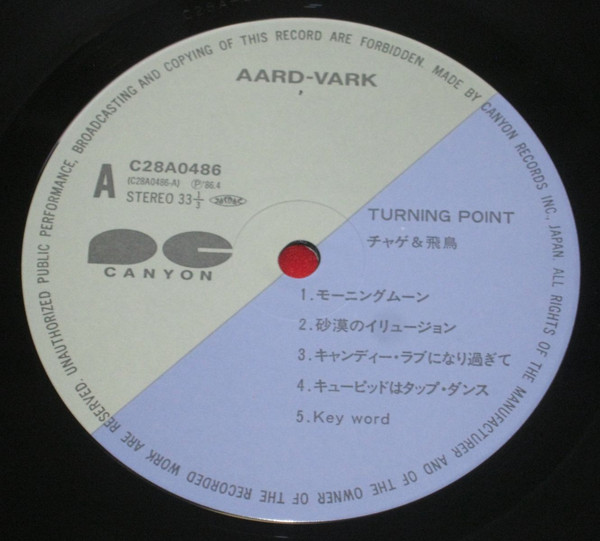 UNAUTHORIZED PUBLIC PERFORMANCE, BROADCASTING AND COPYING OF THIS RECORD ARE FORBIDDEN. MADE BY CANYON RECORDS INC., JAPAN. ALL RIGHTS OF THE MANUFACTURER AND OF THE OWNER OF THE RECORDED WORK ARE RESERVED.
AARD-VARK
A
C28A0486
(C28A0486-A) Ⓟ'86.4
STEREO 33 1/3
CANYON
TURNING POINT
チャゲ&飛鳥
1.モーニングムーン
2.砂漠のイリュージョン
3.キャンディー・ラブになり過ぎて
4.キューピッドはタップ・ダンス
5.Key word